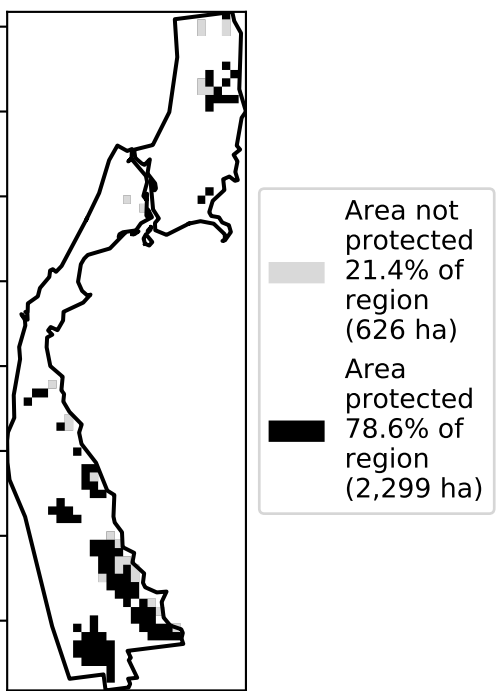 Area not
protected
21.4% of
region
(626 ha)
Area
protected
78.6% of
region
(2,299 ha)